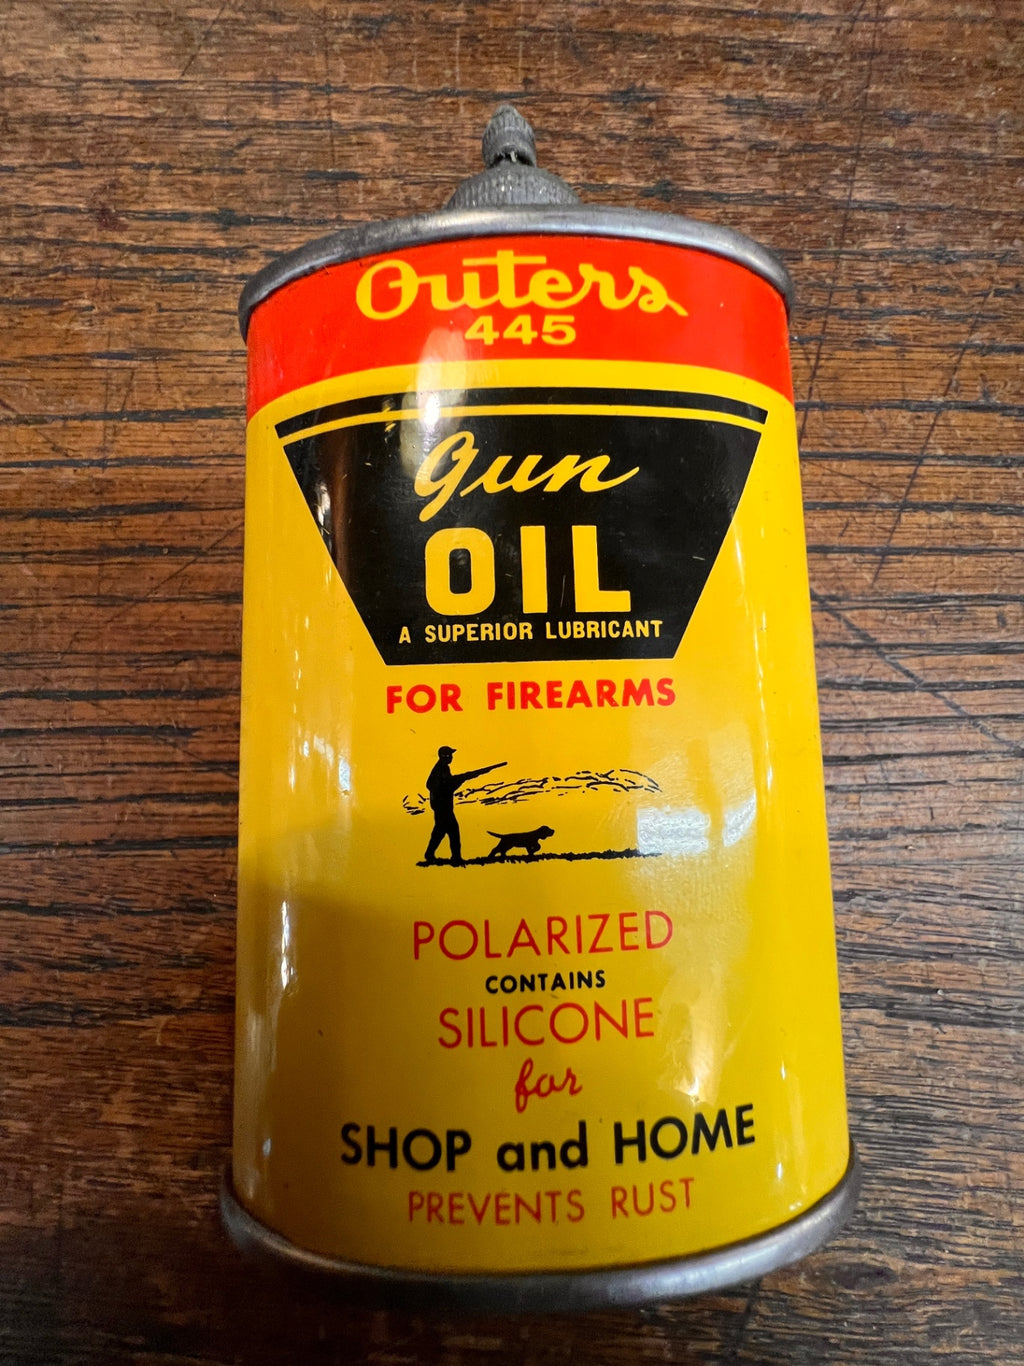 Outers
445
Gun
OIL
A SUPERIOR LUBRICANT
FOR FIREARMS
POLARIZED
CONTAINS
SILICONE
for
SHOP and HOME
PREVENTS RUST